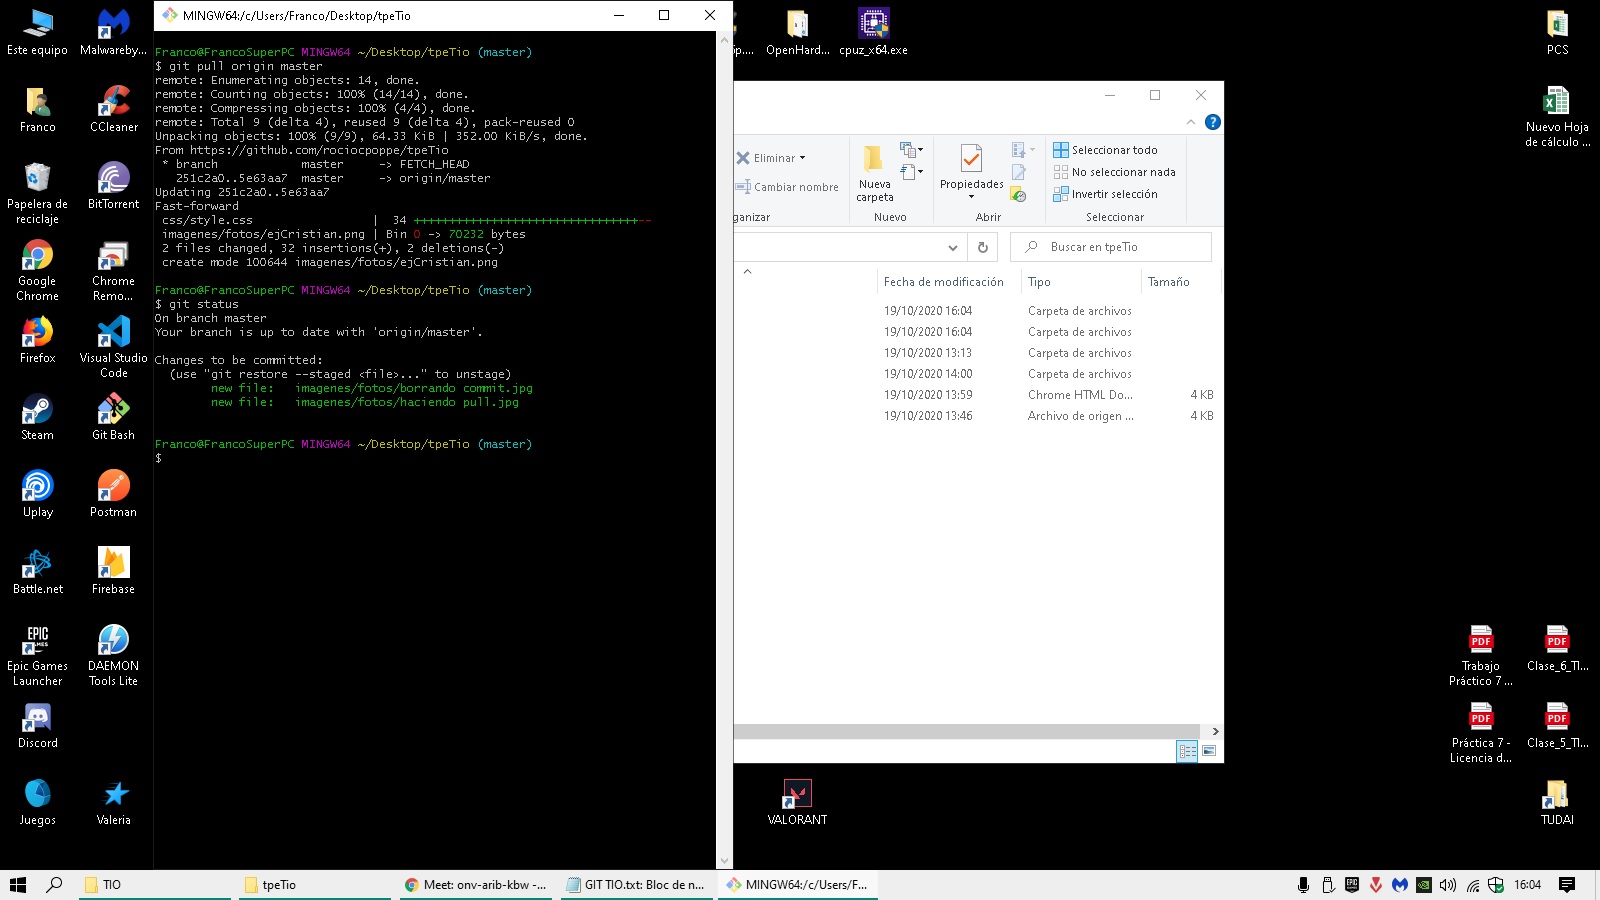 MINGW64:/c/Users/Franco/Desktop/tpeTio
Franco@FrancoSuperPC MINGW64 ~/Desktop/tpeTio (master)
$ git pull origin master
remote: Enumerating objects: 14, done.
remote: Counting objects: 100% (14/14), done.
remote: Compressing objects: 100% (4/4), done.
remote: Total 9 (delta 4), reused 9 (delta 4), pack-reused 0
Unpacking objects: 100% (9/9), 64.33 KiB | 352.00 KiB/s, done.
From https://github.com/rociocpoppe/tpeTio
* branch master -> FETCH_HEAD
251c2a0..5e63aa7 master -> origin/master
Updating 251c2a0..5e63aa7
Fast-forward
css/style.css | 34 ++++++++++++++++++++++++++++++++--
imagenes/fotos/ejCristian.png | Bin 0 -> 70232 bytes
2 files changed, 32 insertions(+), 2 deletions(-)
create mode 100644 imagenes/fotos/ejCristian.png
Franco@FrancoSuperPC MINGW64 ~/Desktop/tpeTio (master)
$ git status
On branch master
Your branch is up to date with 'origin/master'.
Changes to be committed:
(use "git restore --staged <file>..." to unstage)
new file: imagenes/fotos/borrando commit.jpg
new file: imagenes/fotos/haciendo pull.jpg
Franco@FrancoSuperPC MINGW64 ~/Desktop/tpeTio (master)
$
Este equipo
Malwareby...
Franco
CCleaner
Papelera de
reciclaje
BitTorrent
Google
Chrome
Chrome
Remo...
Firefox
Visual Studio
Code
Steam
Git Bash
Uplay
Postman
Battle.net
Firebase
EPIC
GAMES
Epic Games
Launcher
DAEMON
Tools Lite
Discord
Juegos
Valeria
ip....
OpenHard...
cpuz_x64.exe
Eliminar
Cambiar nombre
ganizar
Nueva
carpeta
Nuevo
Propiedades
Abrir
Seleccionar todo
No seleccionar nada
Invertir selección
Seleccionar
Buscar en tpeTio
Fecha de modificación Tipo Tamaño
19/10/2020 16:04 Carpeta de archivos
19/10/2020 16:04 Carpeta de archivos
19/10/2020 13:13 Carpeta de archivos
19/10/2020 14:00 Carpeta de archivos
19/10/2020 13:59 Chrome HTML Do... 4 KB
19/10/2020 13:46 Archivo de origen ... 4 KB
VALORANT
PCS
Nuevo Hoja
de cálculo ...
PDF
Trabajo
Práctico 7 ...
PDF
Clase_6_TI...
PDF
Práctica 7 -
Licencia d...
PDF
Clase_5_TI...
TUDAI
TIO
tpeTio
Meet: onv-arib-kbw -...
GIT TIO.txt: Bloc de n...
MINGW64:/c/Users/F...
16:04